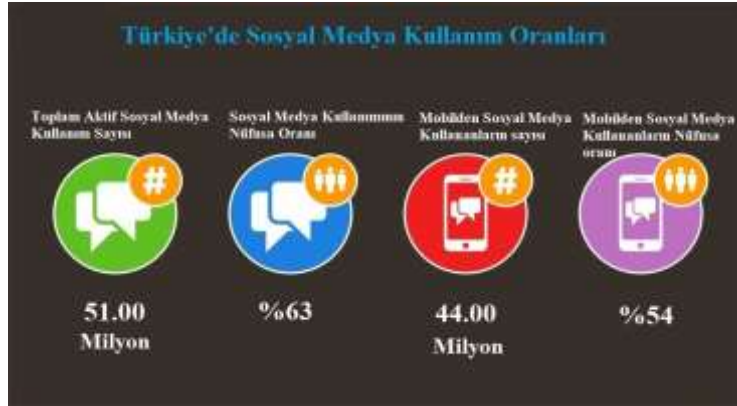 Türkiye'de Sosyal Medya Kullanım Oranları
Toplam Aktif Sosyal Medya
Kullanım Sayısı
Sosyal Medya Kullanımının
Nüfusa Oranı
Mobilden Sosyal Medya
Kullananların sayısı
Mobilden Sosyal Medya
Kullananların Nüfusa
oranı
#
#
51.00
Milyon
%63
44.00
Milyon
%54